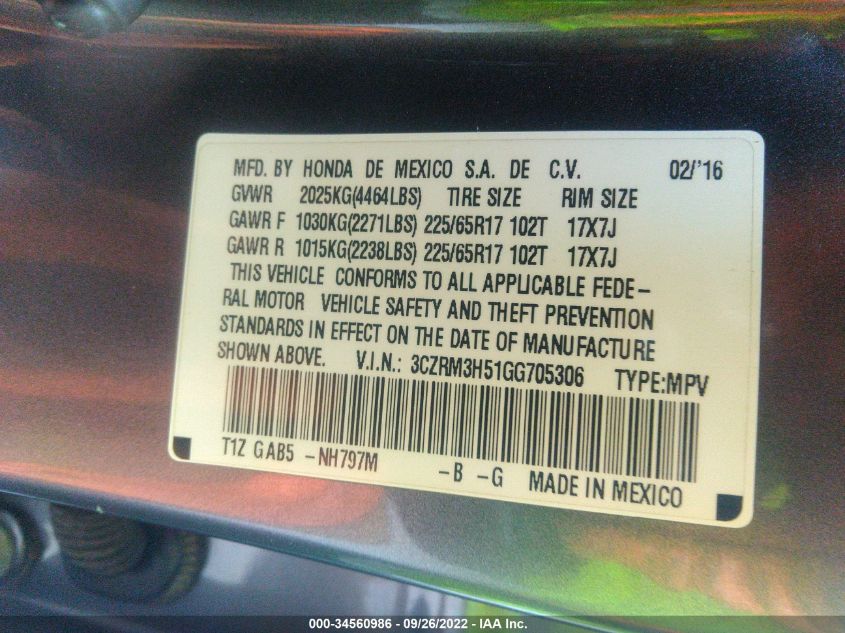 MFD. BY HONDA DE MEXICO S.A. DE C.V. 02/'16
GVWR 2025KG(4464LBS) TIRE SIZE RIM SIZE
GAWR F 1030KG(2271LBS) 225/65R17 102T 17X7J
GAWR R 1015KG(2238LBS) 225/65R17 102T 17X7J
THIS VEHICLE CONFORMS TO ALL APPLICABLE FEDE-
RAL MOTOR VEHICLE SAFETY AND THEFT PREVENTION
STANDARDS IN EFFECT ON THE DATE OF MANUFACTURE
SHOWN ABOVE. V.I.N.: 3CZRM3H51GG705306 TYPE:MPV
T1Z GAB5 -NH797M -B -G MADE IN MEXICO
000-34560986 - 09/26/2022 - IAA Inc.